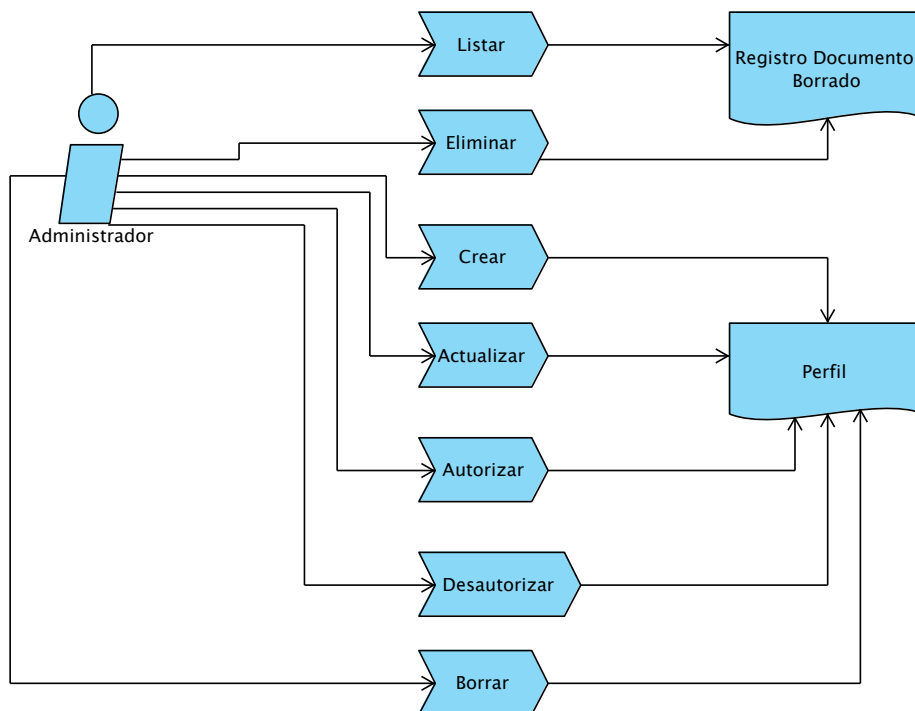 Listar
Registro Documento
Borrado
Eliminar
Administrador
Crear
Actualizar
Perfil
Autorizar
Desautorizar
Borrar